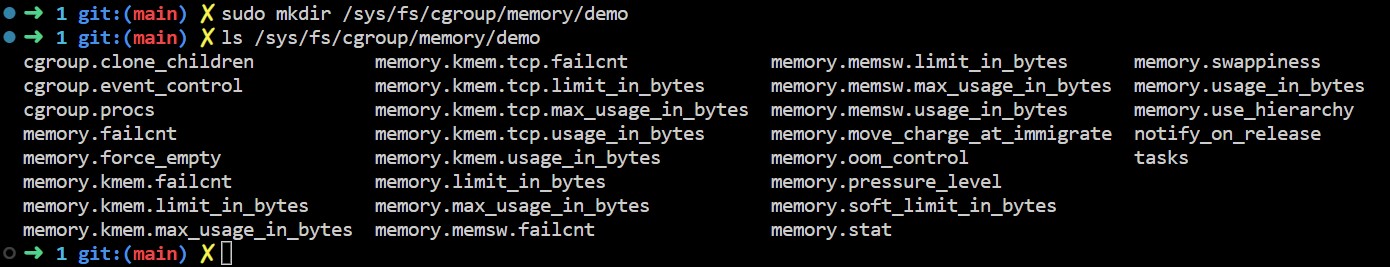 ➜ 1 git:(main) ✗ sudo mkdir /sys/fs/cgroup/memory/demo
➜ 1 git:(main) ✗ ls /sys/fs/cgroup/memory/demo
cgroup.clone_children memory.kmem.tcp.failcnt memory.memsw.limit_in_bytes memory.swappiness
cgroup.event_control memory.kmem.tcp.limit_in_bytes memory.memsw.max_usage_in_bytes memory.usage_in_bytes
cgroup.procs memory.kmem.tcp.max_usage_in_bytes memory.memsw.usage_in_bytes memory.use_hierarchy
memory.failcnt memory.kmem.tcp.usage_in_bytes memory.move_charge_at_immigrate notify_on_release
memory.force_empty memory.kmem.usage_in_bytes memory.oom_control tasks
memory.kmem.failcnt memory.limit_in_bytes memory.pressure_level
memory.kmem.limit_in_bytes memory.max_usage_in_bytes memory.soft_limit_in_bytes
memory.kmem.max_usage_in_bytes memory.memsw.failcnt memory.stat
➜ 1 git:(main) ✗